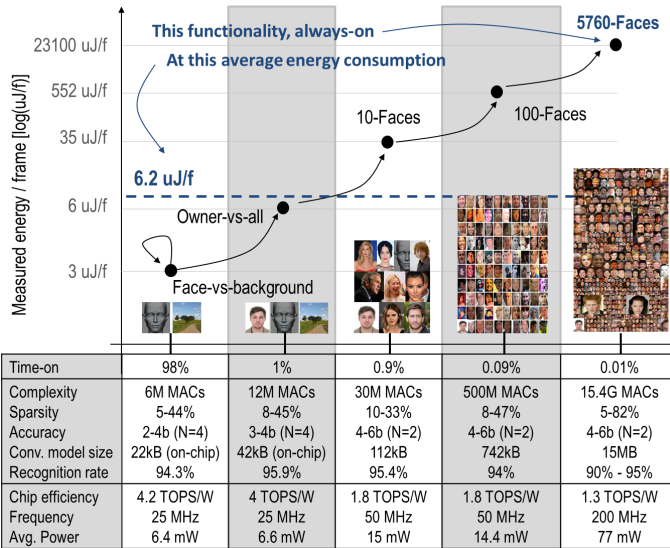 5760-Faces
This functionality, always-on
23100 uJ/f
At this average energy consumption
552 uJ/f
100-Faces
10-Faces
35 uJ/f
6.2 uJ/f
6 uJ/f
Owner-vs-all
3 uJ/f
Face-vs-background
Measured energy / frame [log(uJ/f)]
Time-on 98% 1% 0.9% 0.09% 0.01%
Complexity 6M MACs 12M MACs 30M MACs 500M MACs 15.4G MACs
Sparsity 5-44% 8-45% 10-33% 8-47% 5-82%
Accuracy 2-4b (N=4) 3-4b (N=4) 4-6b (N=2) 4-6b (N=2) 4-6b (N=2)
Conv. model size 22kB (on-chip) 42kB (on-chip) 112kB 742kB 15MB
Recognition rate 94.3% 95.9% 95.4% 94% 90% - 95%
Chip efficiency 4.2 TOPS/W 4 TOPS/W 1.8 TOPS/W 1.8 TOPS/W 1.3 TOPS/W
Frequency 25 MHz 25 MHz 50 MHz 50 MHz 200 MHz
Avg. Power 6.4 mW 6.6 mW 15 mW 14.4 mW 77 mW